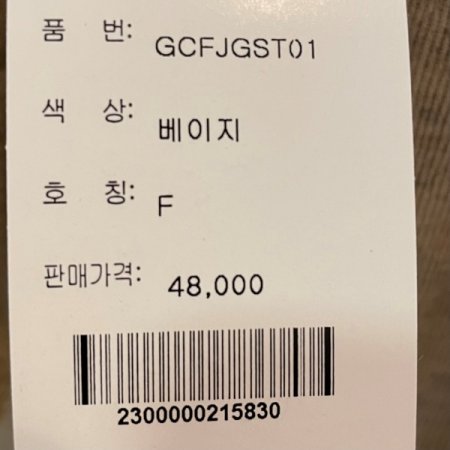 품 번: GCFJGST01
색 상: 베이지
호 칭: F
판매가격: 48,000
2300000215830